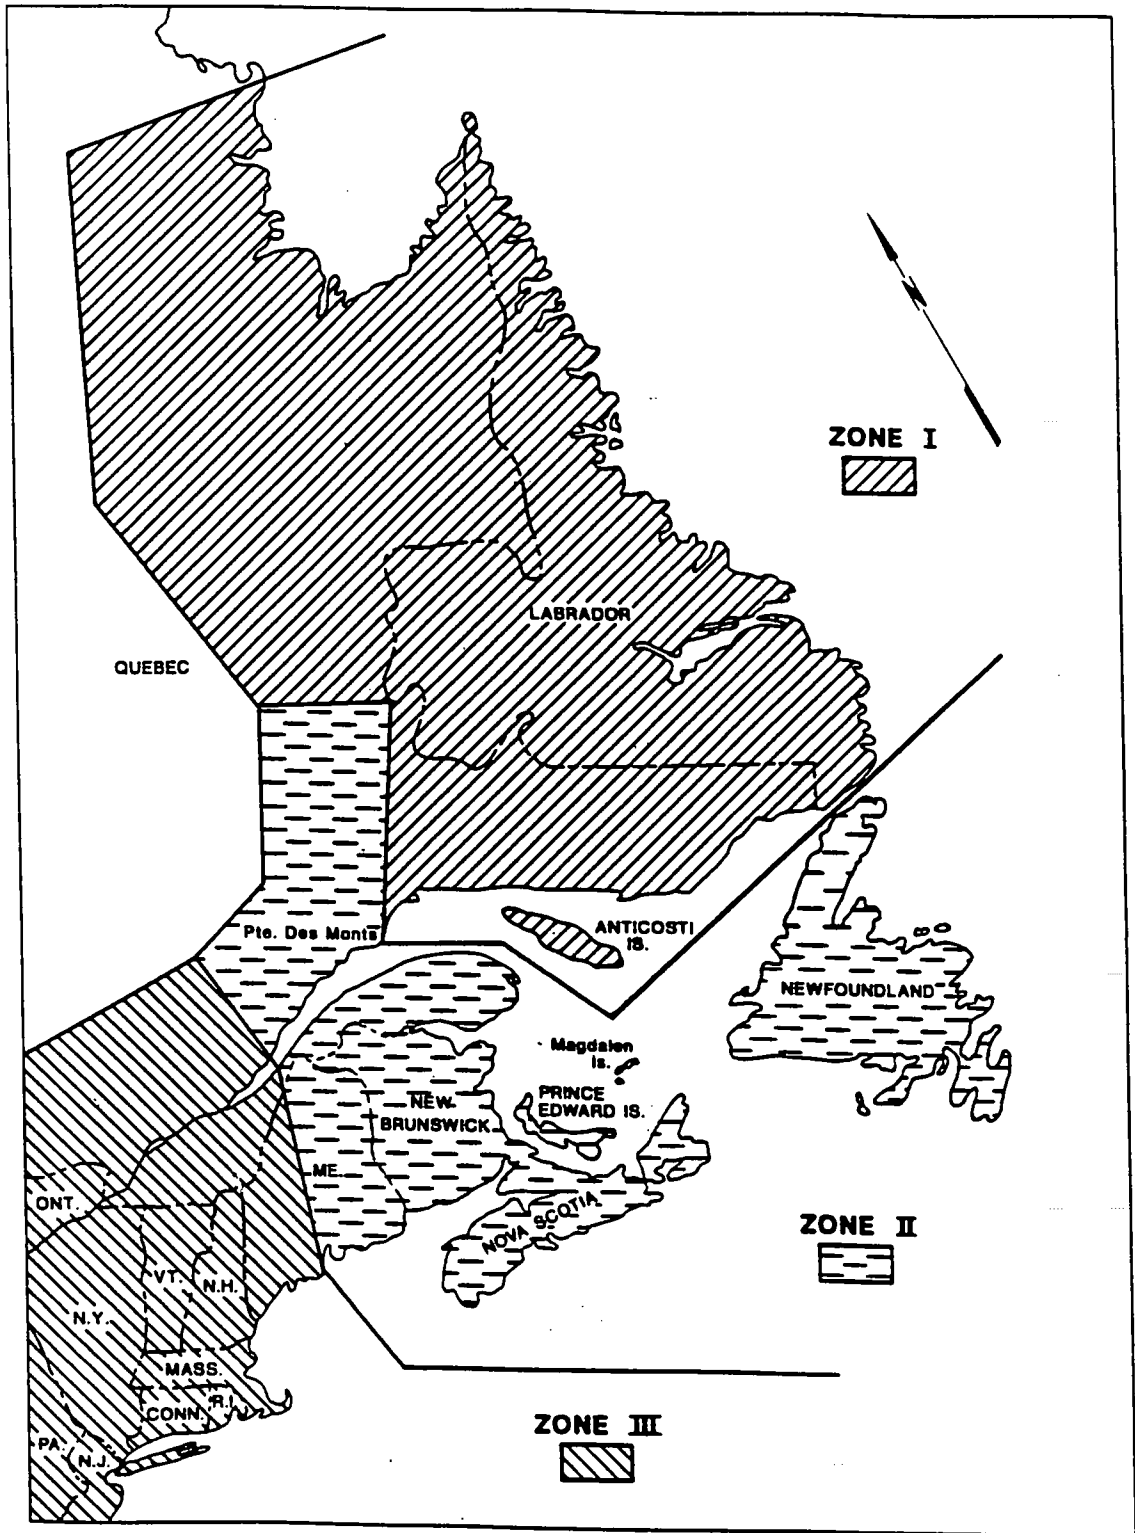 ZONE I
LABRADOR
QUEBEC
Pte. Des Monts
ANTICOSTI
IS.
NEWFOUNDLAND
Magdalen
Is.
PRINCE
EDWARD IS.
NEW
BRUNSWICK
ME.
ONT.
NOVA SCOTIA
ZONE II
VT.
N.H.
N.Y.
MASS.
CONN.
R.I.
ZONE III
PA.
N.J.